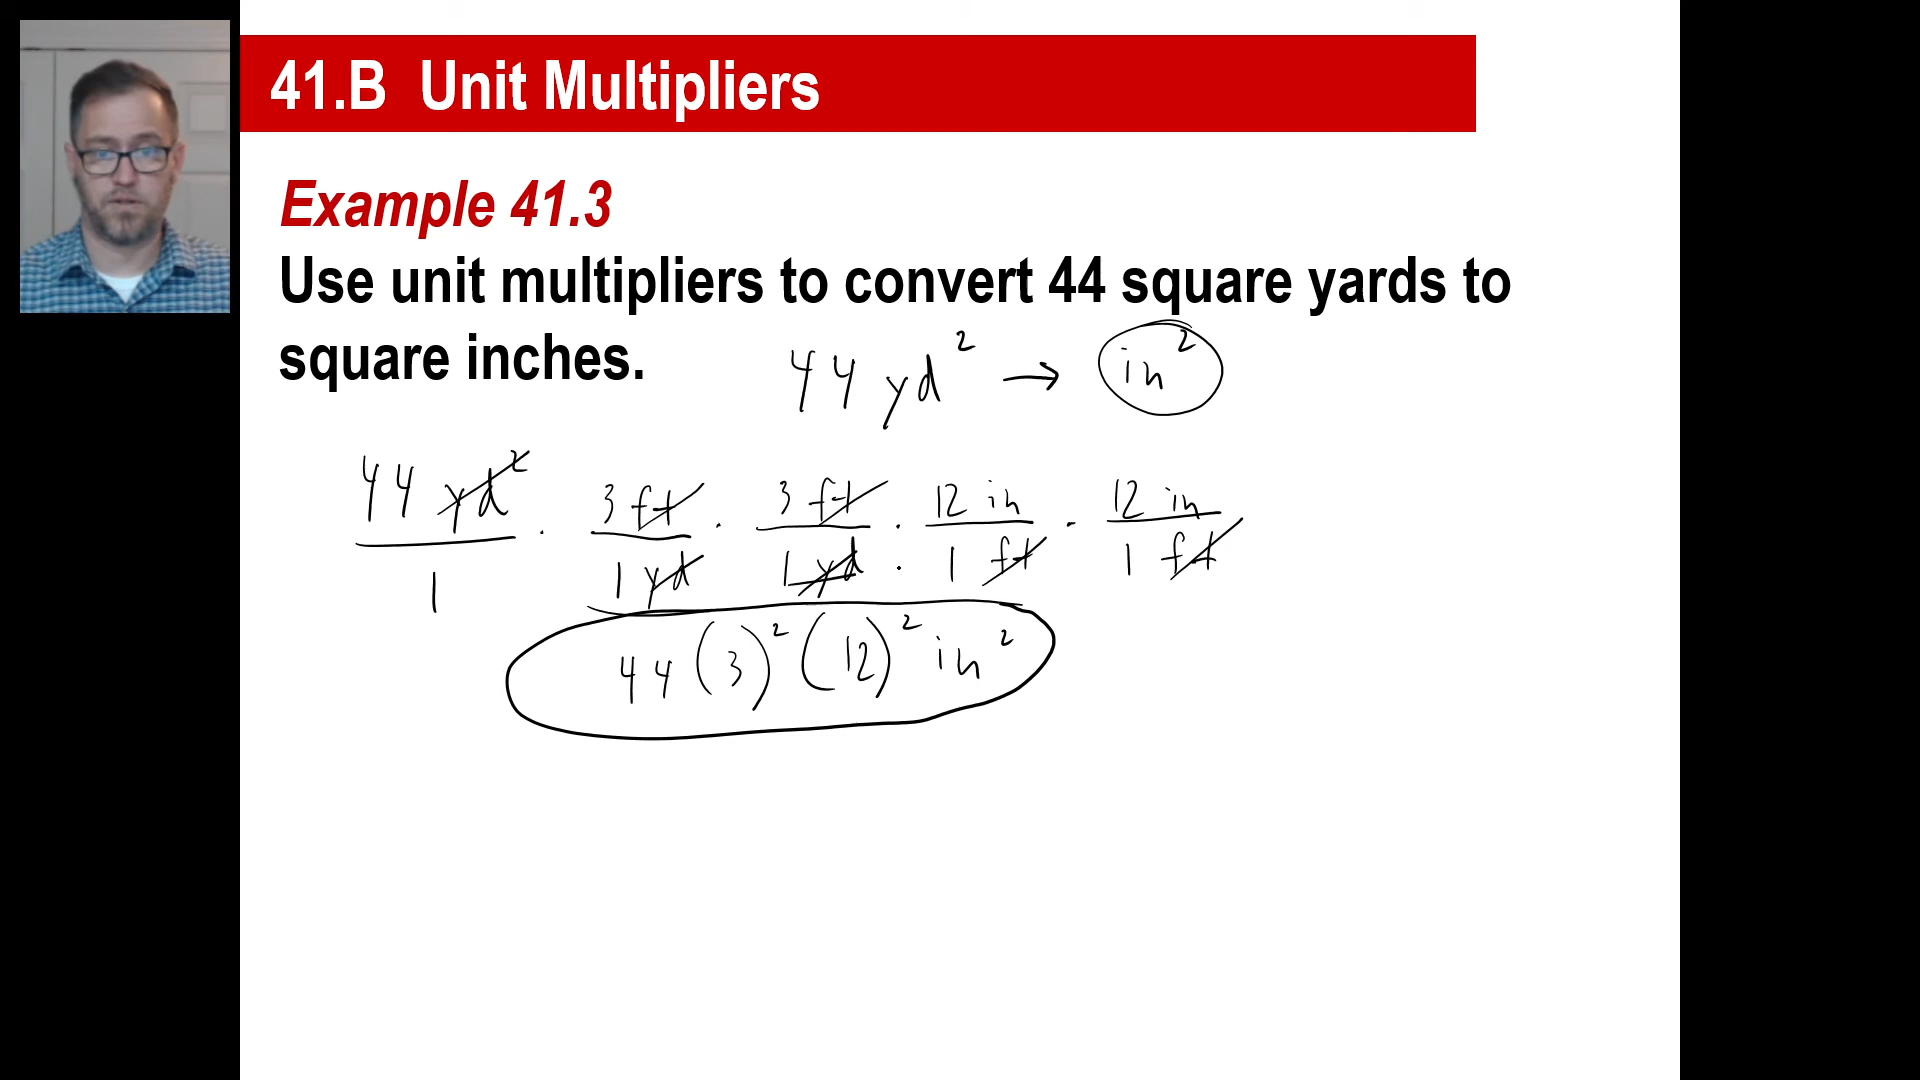 41.B Unit Multipliers
Example 41.3
Use unit multipliers to convert 44 square yards to
square inches.
44 yd² → in²
44 yd²/1 · 3 ft/1 yd · 3 ft/1 yd · 12 in/1 ft · 12 in/1 ft
44 (3)² (12)² in²